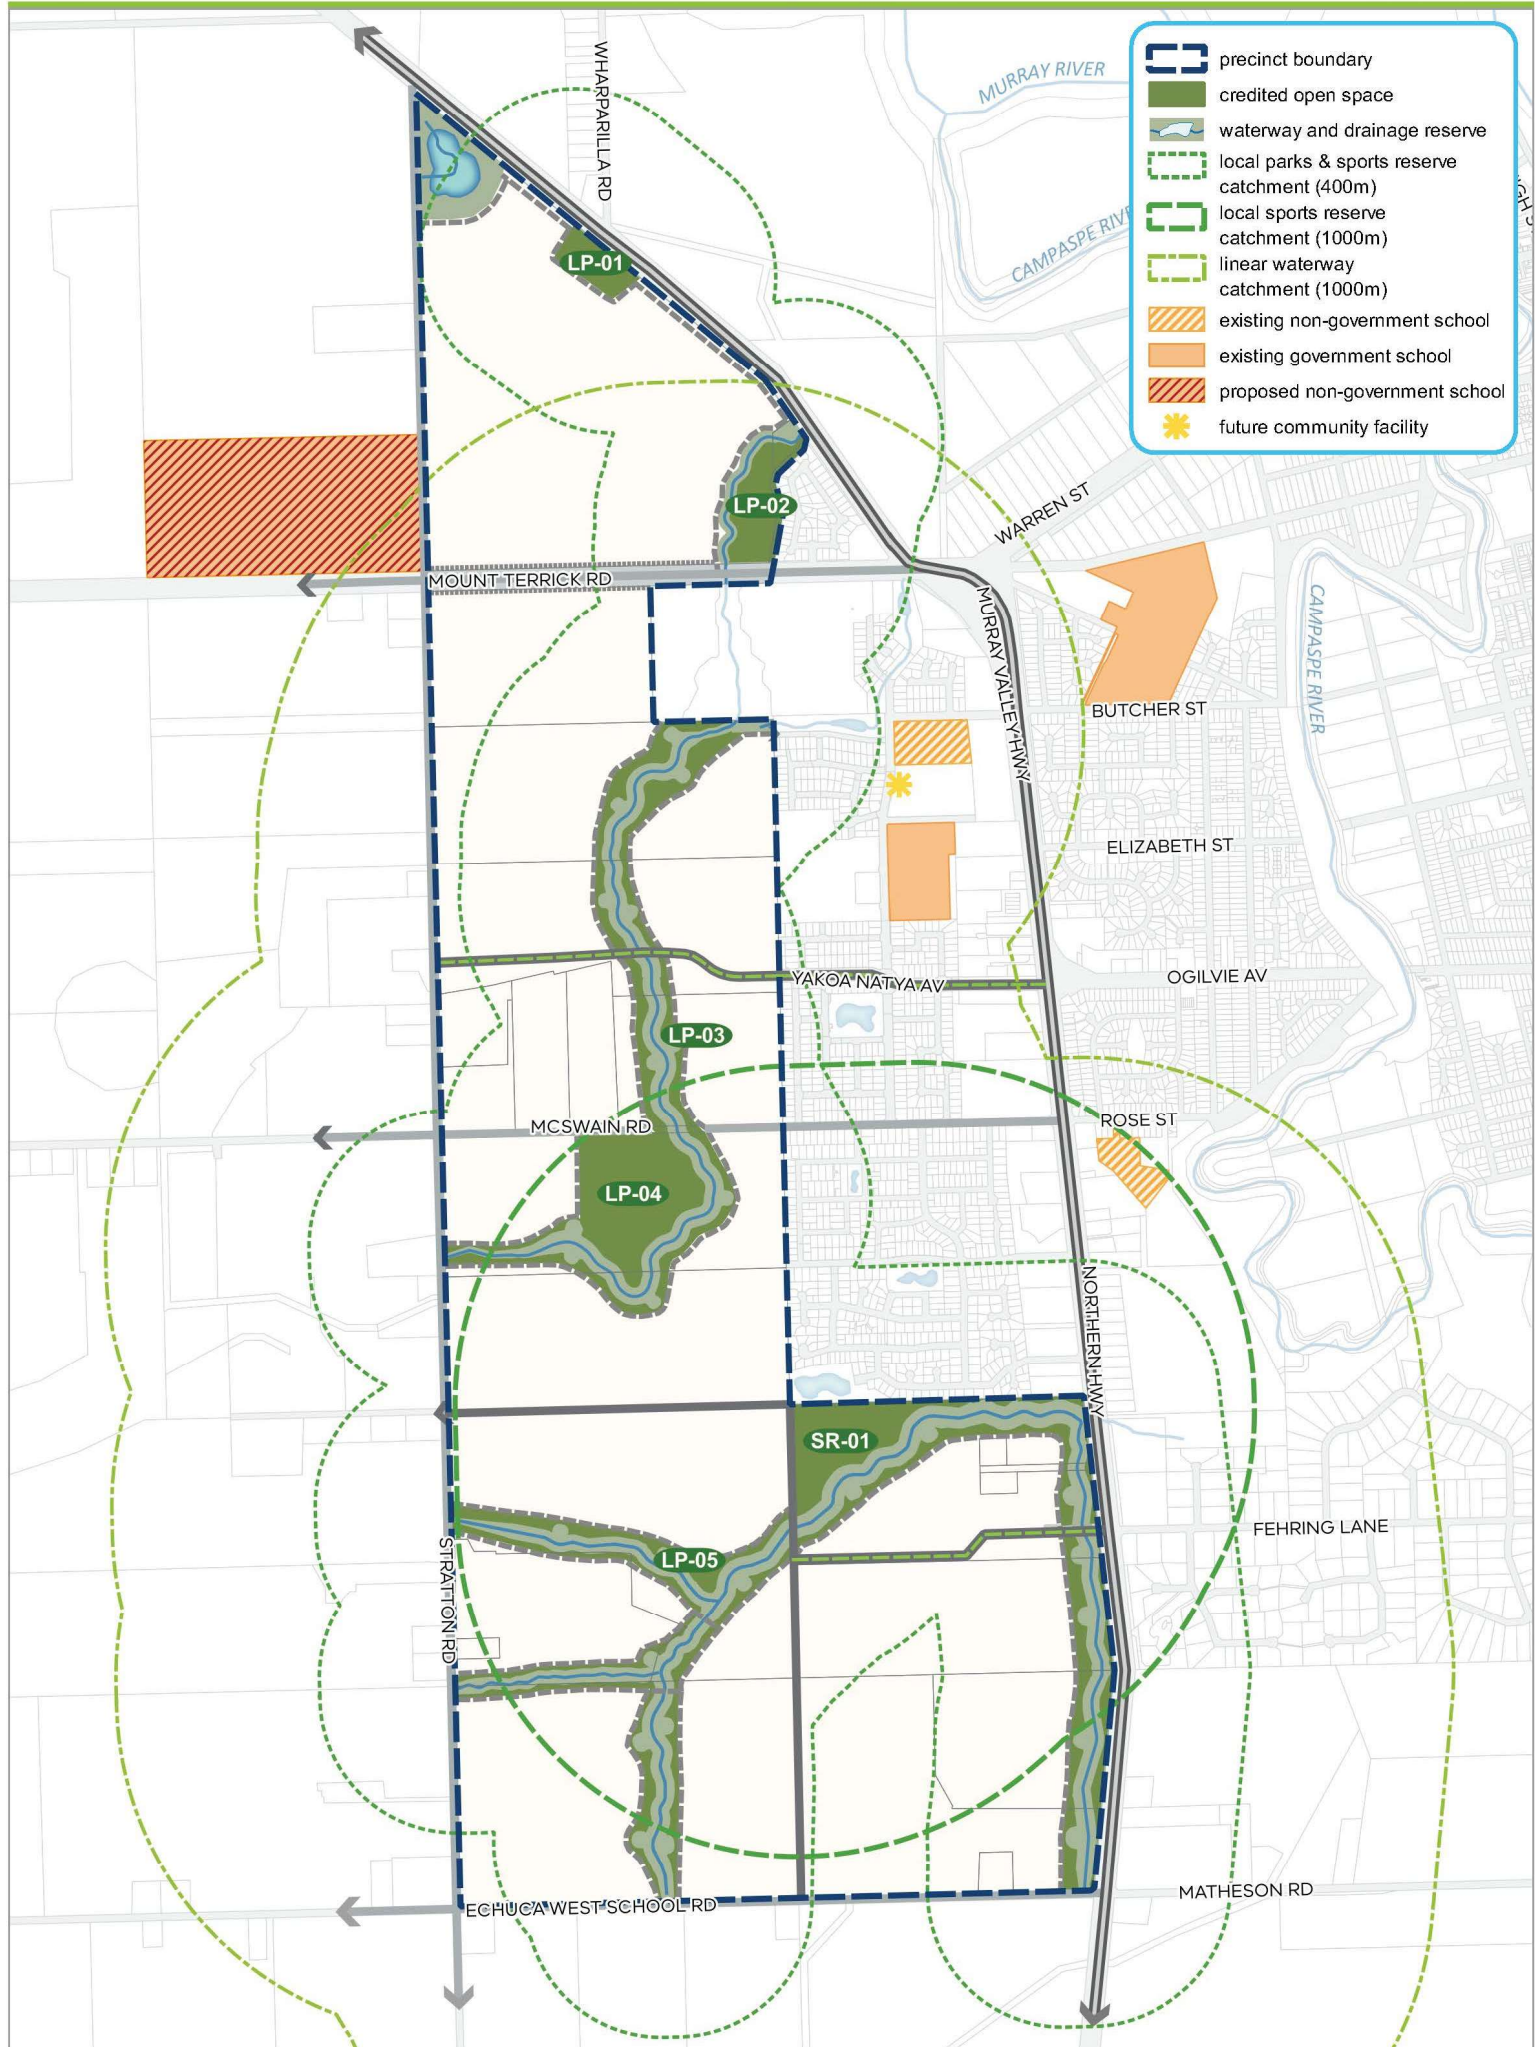 precinct boundary
credited open space
waterway and drainage reserve
local parks & sports reserve
catchment (400m)
local sports reserve
catchment (1000m)
linear waterway
catchment (1000m)
existing non-government school
existing government school
proposed non-government school
future community facility
WHARPARILLA RD
MURRAY RIVER
CAMPASPE
LP-01
LP-02
WARREN ST
MOUNT TERRICK RD
MURRAY VALLEY HWY
CAMPASPE RIVER
BUTCHER ST
ELIZABETH ST
YAKOA NATYA AV
OGILVIE AV
LP-03
MCSWAIN RD
ROSE ST
LP-04
NORTHERN HWY
SR-01
FEHRING LANE
LP-05
STRATTON RD
ECHUCA WEST SCHOOL RD
MATHESON RD